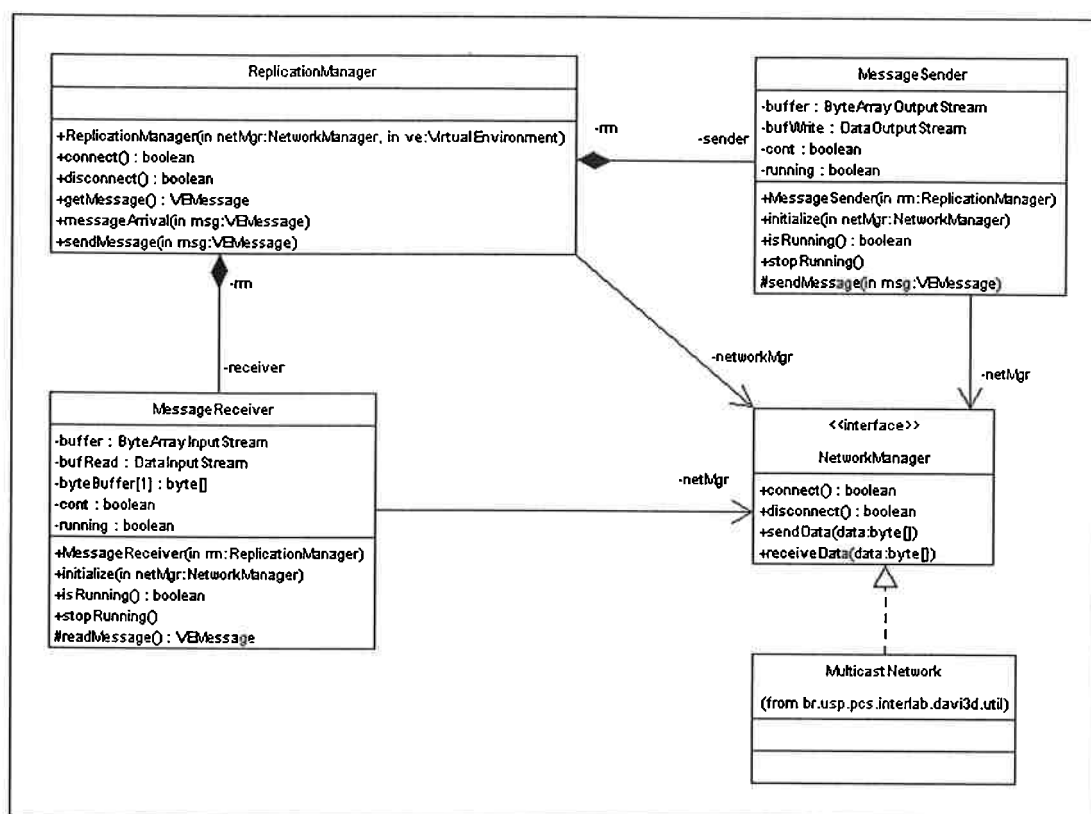 ReplicationManager
+ReplicationManager(in netMgr:NetworkManager, in ve:VirtualEnvironment)
+connect() : boolean
+disconnect() : boolean
+getMessage() : VEMessage
+messageArrival(in msg:VEMessage)
+sendMessage(in msg:VEMessage)
-rm
-sender
MessageSender
-buffer : ByteArrayOutputStream
-bufWrite : DataOutputStream
-cont : boolean
-running : boolean
+MessageSender(in rm:ReplicationManager)
+initialize(in netMgr:NetworkManager)
+isRunning() : boolean
+stopRunning()
#sendMessage(in msg:VEMessage)
-rm
-receiver
-networkMgr
-netMgr
MessageReceiver
-buffer : ByteArrayInputStream
-bufRead : DataInputStream
-byteBuffer[1] : byte[]
-cont : boolean
-running : boolean
+MessageReceiver(in rm:ReplicationManager)
+initialize(in netMgr:NetworkManager)
+isRunning() : boolean
+stopRunning()
#readMessage() : VEMessage
-netMgr
<<interface>>
NetworkManager
+connect() : boolean
+disconnect() : boolean
+sendData(data:byte[])
+receiveData(data:byte[])
MulticastNetwork
(from br.usp.pcs.interlab.davi3d.util)